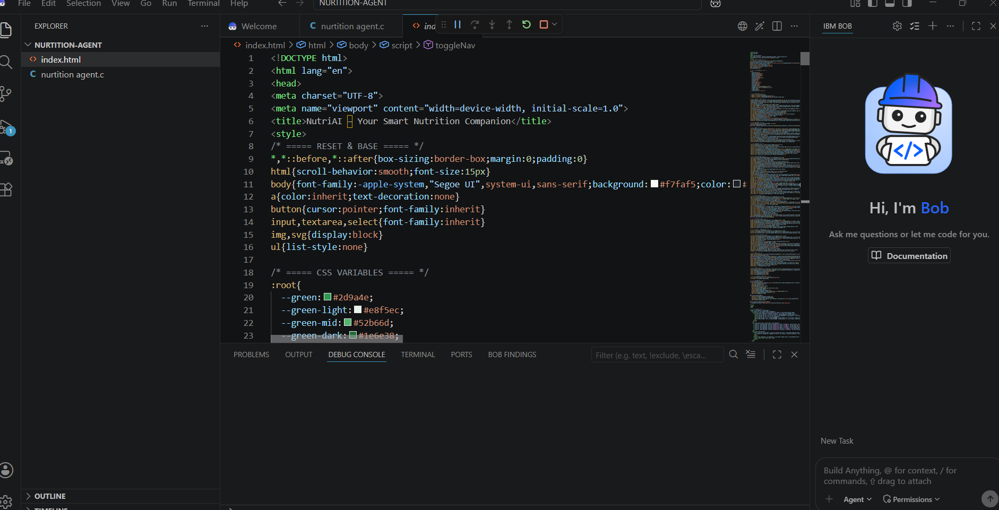 File Edit Selection View Go Run Terminal Help
NURTITION-AGENT
EXPLORER
NURTITION-AGENT
index.html
nurtition agent.c
1
OUTLINE
TIMELINE
Welcome
nurtition agent.c
index.html > html > body > script > toggleNav
1 <!DOCTYPE html>
2 <html lang="en">
3 <head>
4 <meta charset="UTF-8">
5 <meta name="viewport" content="width=device-width, initial-scale=1.0">
6 <title>NutriAI – Your Smart Nutrition Companion</title>
7 <style>
8 /* ===== RESET & BASE ===== */
9 *,*::before,*::after{box-sizing:border-box;margin:0;padding:0}
10 html{scroll-behavior:smooth;font-size:15px}
11 body{font-family:-apple-system,"Segoe UI",system-ui,sans-serif;background:#f7faf5;color:#
12 a{color:inherit;text-decoration:none}
13 button{cursor:pointer;font-family:inherit}
14 input,textarea,select{font-family:inherit}
15 img,svg{display:block}
16 ul{list-style:none}
17
18 /* ===== CSS VARIABLES ===== */
19 :root{
20 --green:#2d9a4e;
21 --green-light:#e8f5ec;
22 --green-mid:#52b66d;
23 --green-dark:#1e6e38;
PROBLEMS OUTPUT DEBUG CONSOLE TERMINAL PORTS BOB FINDINGS
Filter (e.g. text, !exclude, \esca...
IBM BOB
</>
Hi, I'm Bob
Ask me questions or let me code for you.
Documentation
New Task
Build Anything, @ for context, / for
commands, ⇧ drag to attach
Agent Permissions